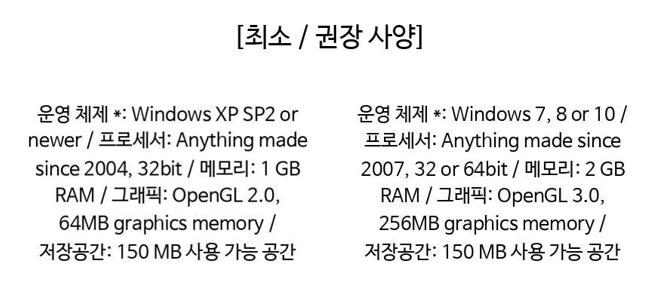 [최소 / 권장 사양]
운영 체제 *: Windows XP SP2 or
newer / 프로세서: Anything made
since 2004, 32bit / 메모리: 1 GB
RAM / 그래픽: OpenGL 2.0,
64MB graphics memory /
저장공간: 150 MB 사용 가능 공간
운영 체제 *: Windows 7, 8 or 10 /
프로세서: Anything made since
2007, 32 or 64bit / 메모리: 2 GB
RAM / 그래픽: OpenGL 3.0,
256MB graphics memory /
저장공간: 150 MB 사용 가능 공간